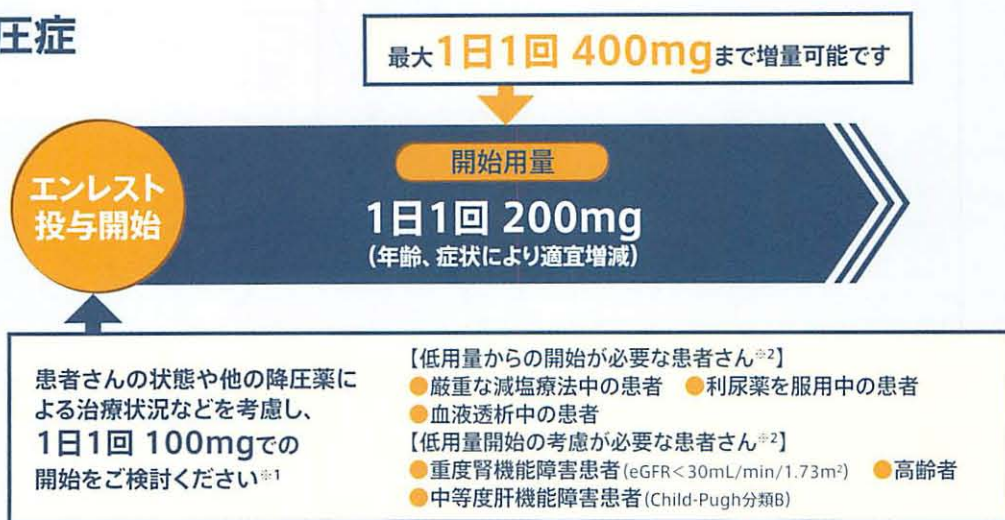 圧症
最大1日1回 400mgまで増量可能です
エンレスト
投与開始
開始用量
1日1回 200mg
(年齢、症状により適宜増減)
患者さんの状態や他の降圧薬に
よる治療状況などを考慮し、
1日1回 100mgでの
開始をご検討ください※1
【低用量からの開始が必要な患者さん※2】
●厳重な減塩療法中の患者 ●利尿薬を服用中の患者
●血液透析中の患者
【低用量開始の考慮が必要な患者さん※2】
●重度腎機能障害患者(eGFR<30mL/min/1.73m²) ●高齢者
●中等度肝機能障害患者(Child-Pugh分類B)